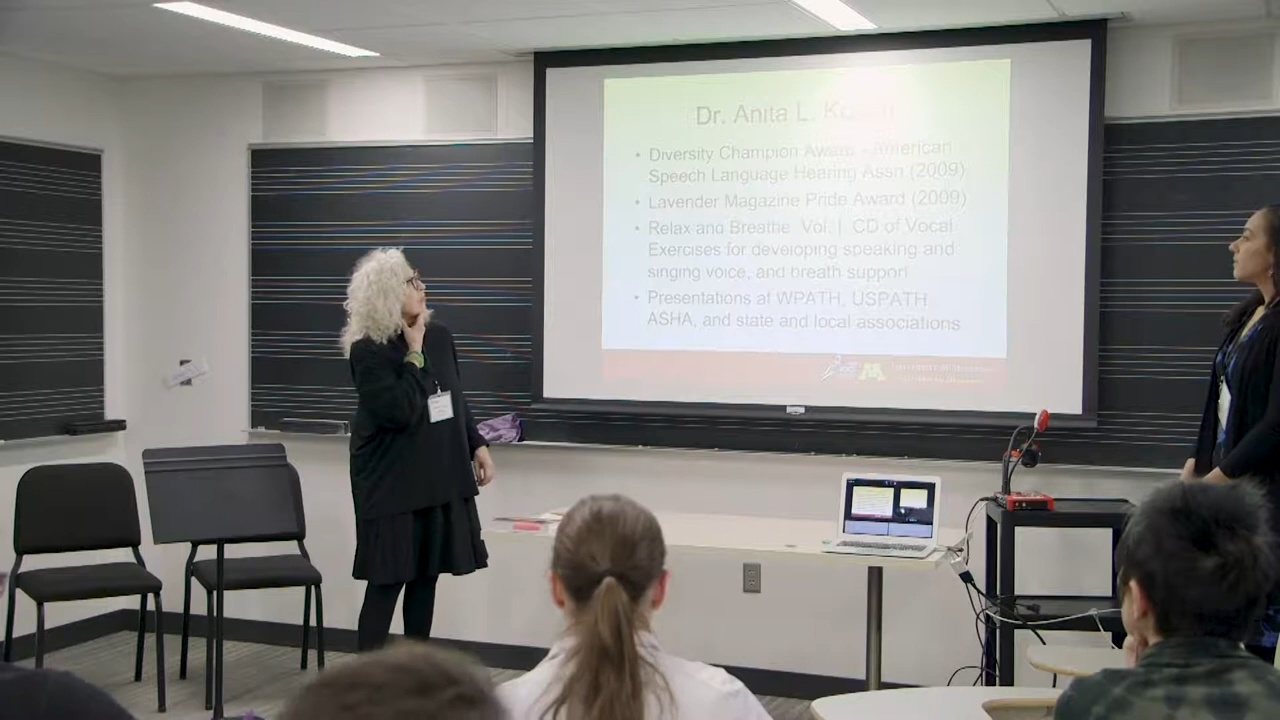 Dr. Anita L.
• Diversity Champion Award - American
Speech Language Hearing Assn (2009)
• Lavender Magazine Pride Award (2009)
• Relax and Breathe Vol. I CD of Vocal
Exercises for developing speaking and
singing voice, and breath support
• Presentations at WPATH, USPATH
ASHA, and state and local associations
M